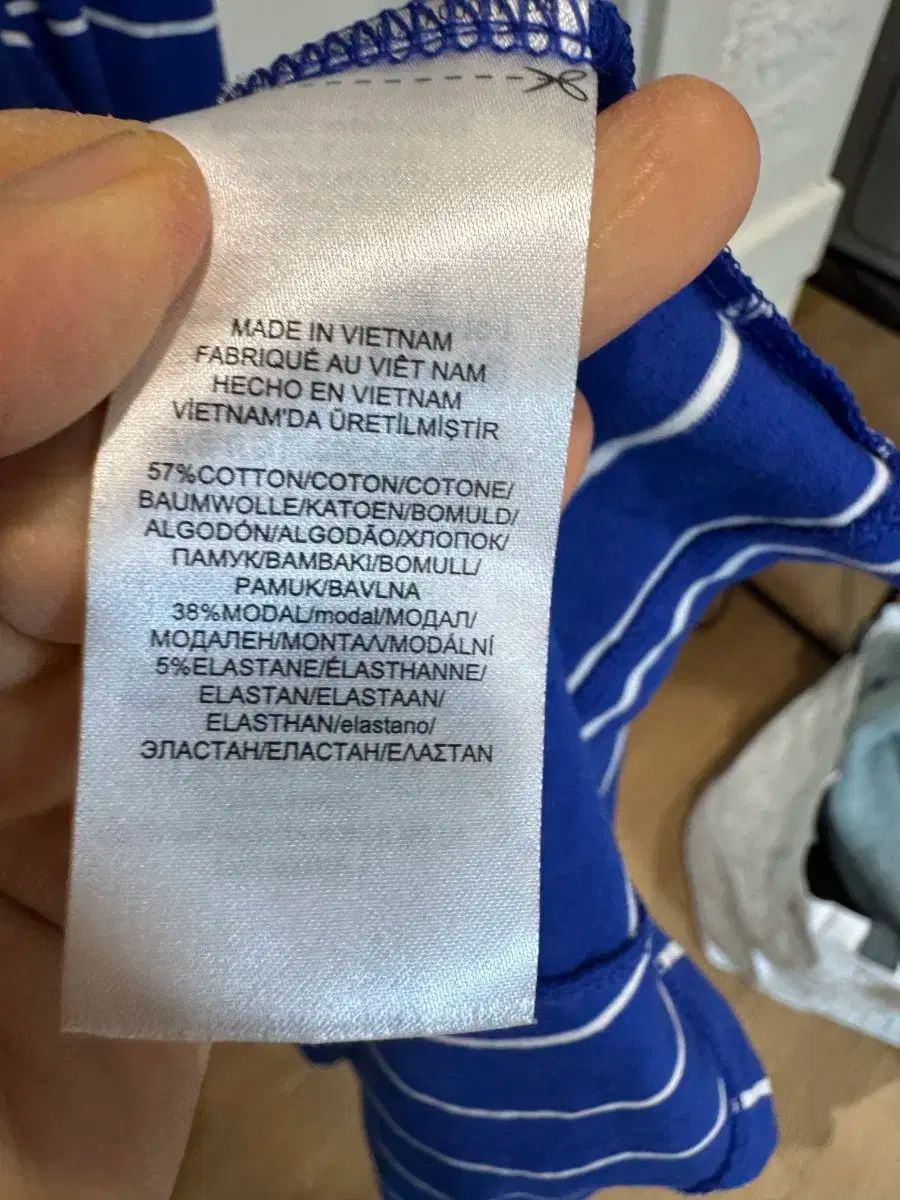 MADE IN VIETNAM
FABRIQUÉ AU VIÊT NAM
HECHO EN VIETNAM
VİETNAM'DA ÜRETİLMİŞTİR
57%COTTON/COTON/COTONE/
BAUMWOLLE/KATOEN/BOMULD/
ALGODÓN/ALGODÃO/ХЛОПОК/
ПАМУК/ΒΑΜΒΑΚΙ/BOMULL/
PAMUK/BAVLNA
38%MODAL/modal/МОДАЛ/
МОДАЛЕН/ΜΟΝΤΑΛ/MODÁLNÍ
5%ELASTANE/ÉLASTHANNE/
ELASTAN/ELASTAAN/
ELASTHAN/elastano/
ЭЛАСТАН/ЕЛАСТАН/ΕΛΑΣΤΑΝ